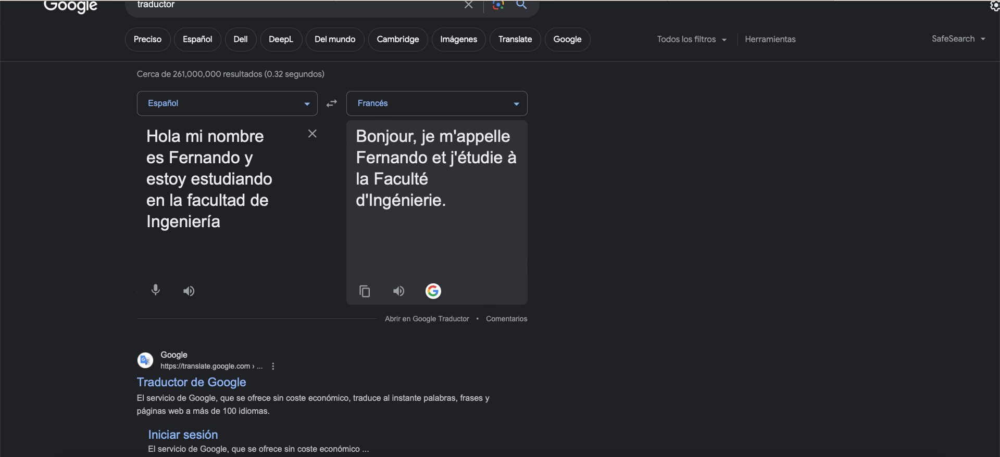 Google
traductor
Preciso
Español
Dell
DeepL
Del mundo
Cambridge
Imágenes
Translate
Google
Todos los filtros
Herramientas
SafeSearch
Cerca de 261,000,000 resultados (0.32 segundos)
Español
Francés
Hola mi nombre
es Fernando y
estoy estudiando
en la facultad de
Ingeniería
Bonjour, je m'appelle
Fernando et j'étudie à
la Faculté
d'Ingénierie.
Abrir en Google Traductor • Comentarios
Google
https://translate.google.com › ...
Traductor de Google
El servicio de Google, que se ofrece sin coste económico, traduce al instante palabras, frases y
páginas web a más de 100 idiomas.
Iniciar sesión
El servicio de Google, que se ofrece sin coste económico ...